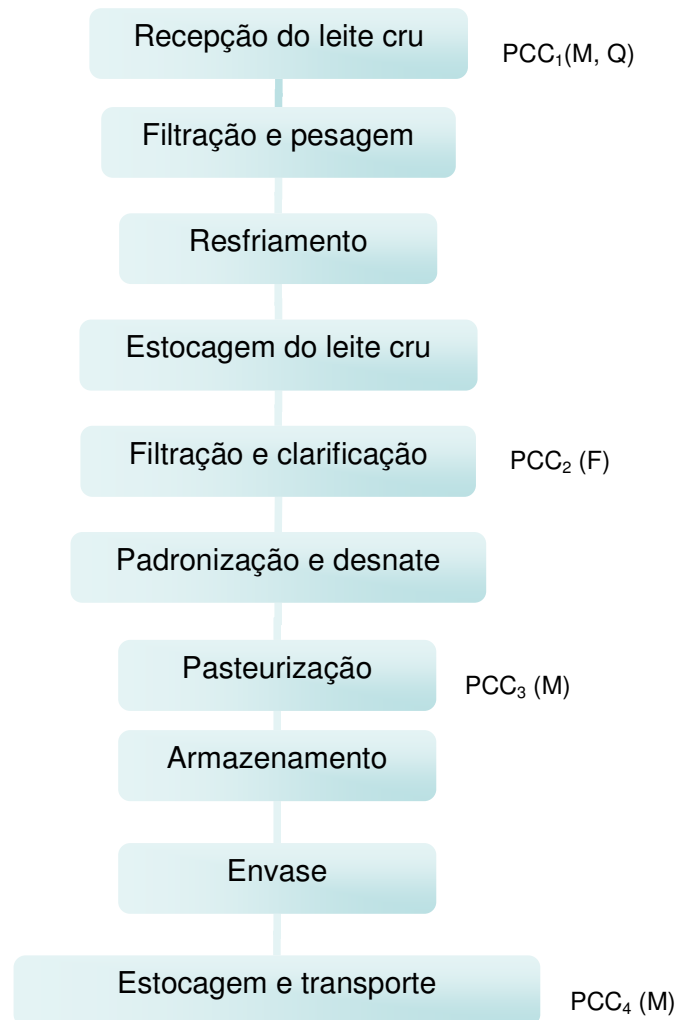 Recepção do leite cru
PCC₁(M, Q)
Filtração e pesagem
Resfriamento
Estocagem do leite cru
Filtração e clarificação
PCC₂ (F)
Padronização e desnate
Pasteurização
PCC₃ (M)
Armazenamento
Envase
Estocagem e transporte
PCC₄ (M)